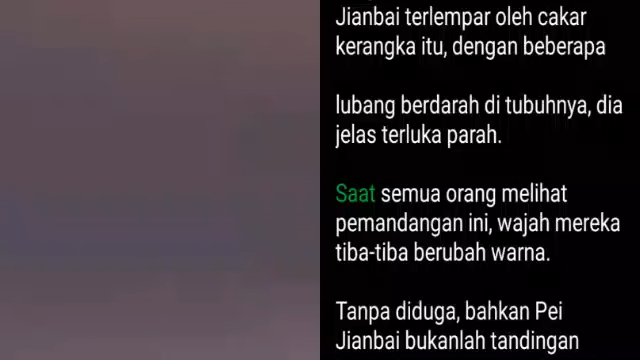 Jianbai terlempar oleh cakar
kerangka itu, dengan beberapa
lubang berdarah di tubuhnya, dia
jelas terluka parah.
Saat semua orang melihat
pemandangan ini, wajah mereka
tiba-tiba berubah warna.
Tanpa diduga, bahkan Pei
Jianbai bukanlah tandingan